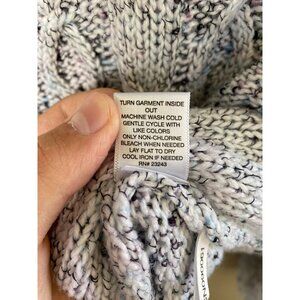 TURN GARMENT INSIDE
OUT
MACHINE WASH COLD
GENTLE CYCLE WITH
LIKE COLORS
ONLY NON-CHLORINE
BLEACH WHEN NEEDED
LAY FLAT TO DRY
COOL IRON IF NEEDED
RN# 23243